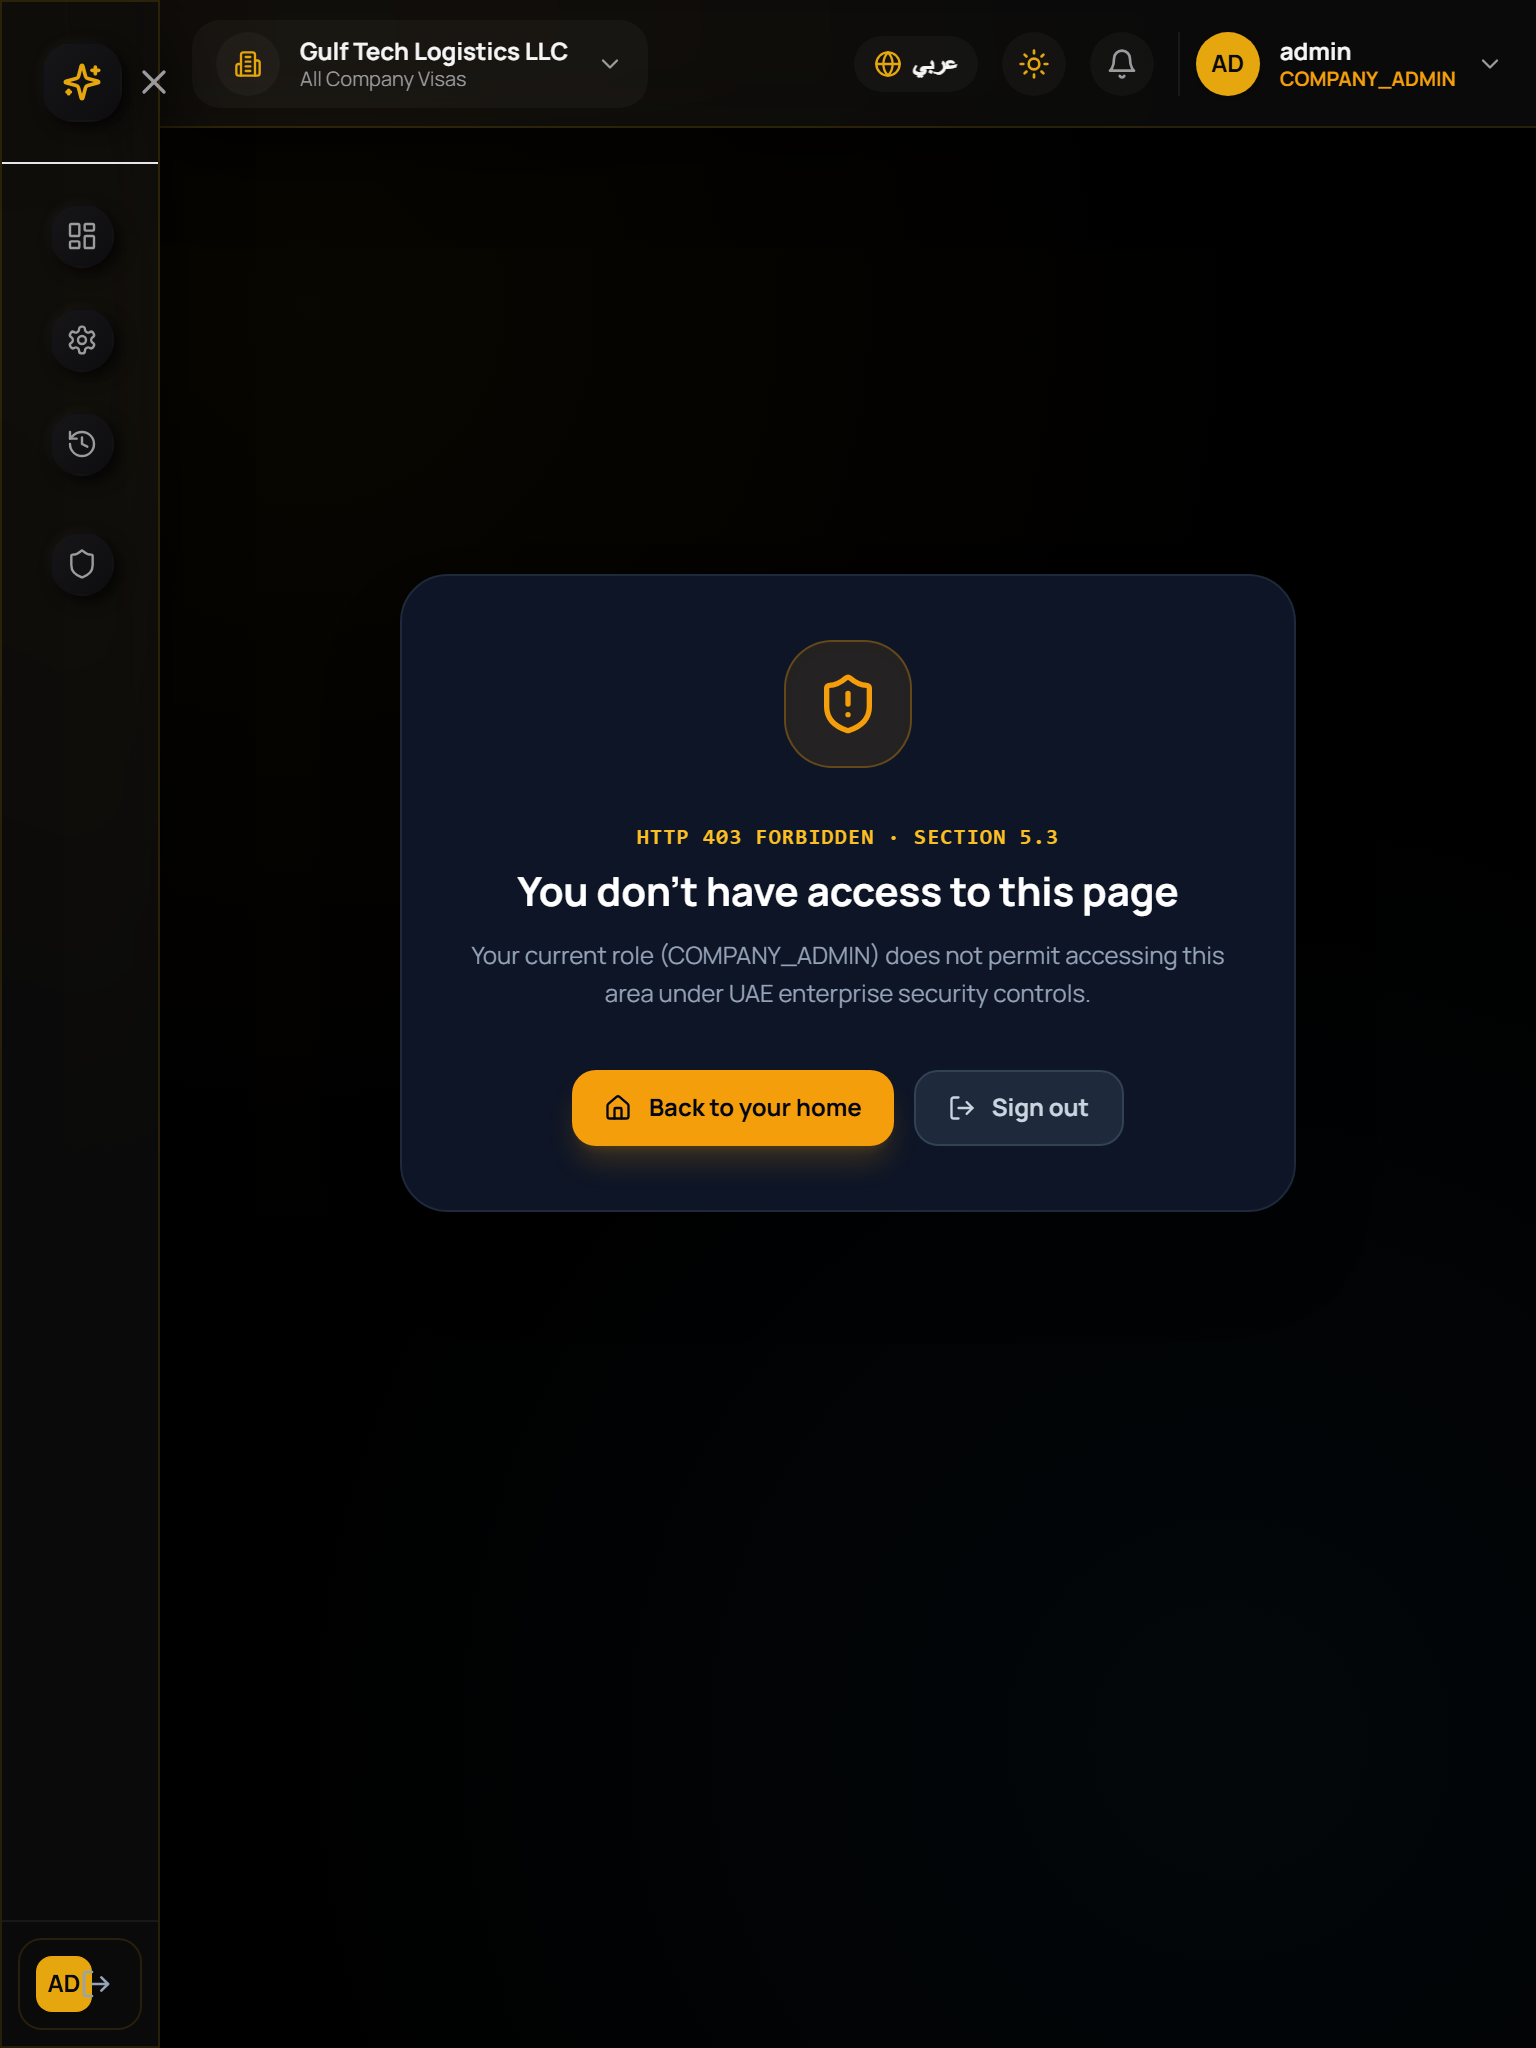 Gulf Tech Logistics LLC
All Company Visas
عربي
AD
admin
COMPANY_ADMIN
HTTP 403 FORBIDDEN · SECTION 5.3
You don’t have access to this page
Your current role (COMPANY_ADMIN) does not permit accessing this
area under UAE enterprise security controls.
Back to your home
Sign out
AD